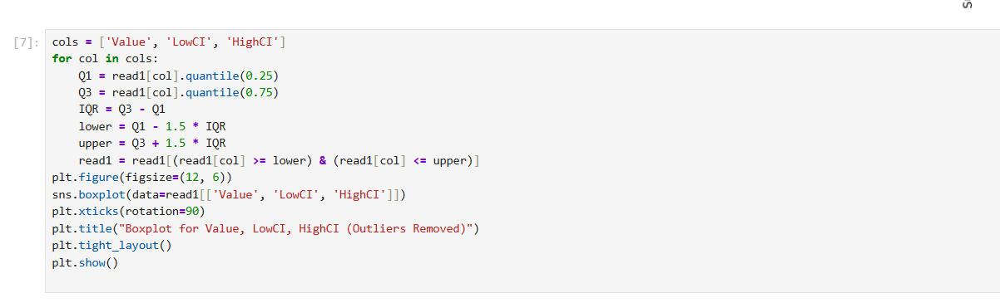 [7]:
cols = ['Value', 'LowCI', 'HighCI']
for col in cols:
    Q1 = read1[col].quantile(0.25)
    Q3 = read1[col].quantile(0.75)
    IQR = Q3 - Q1
    lower = Q1 - 1.5 * IQR
    upper = Q3 + 1.5 * IQR
    read1 = read1[(read1[col] >= lower) & (read1[col] <= upper)]
plt.figure(figsize=(12, 6))
sns.boxplot(data=read1[['Value', 'LowCI', 'HighCI']])
plt.xticks(rotation=90)
plt.title("Boxplot for Value, LowCI, HighCI (Outliers Removed)")
plt.tight_layout()
plt.show()